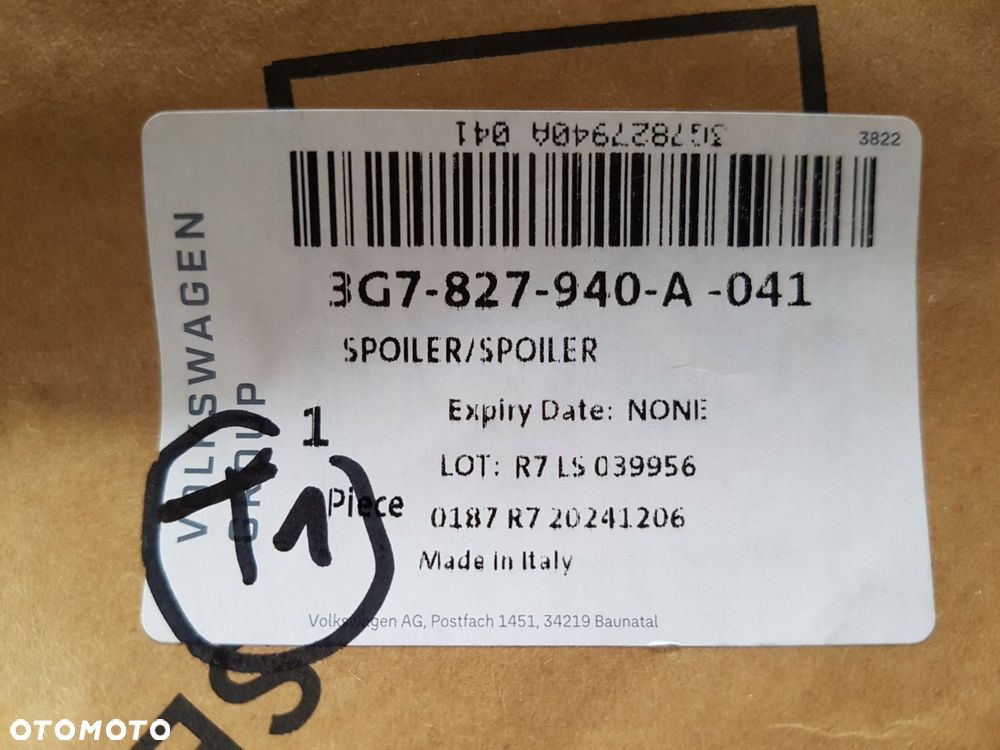 3G7827940A 041
3822
3G7-827-940-A -041
SPOILER/SPOILER
VOLKSWAGEN
GROUP
1
Piece
Expiry Date: NONE
LOT: R7 LS 039956
0187 R7 20241206
Made in Italy
T1
Volkswagen AG, Postfach 1451, 34219 Baunatal
OTOMOTO